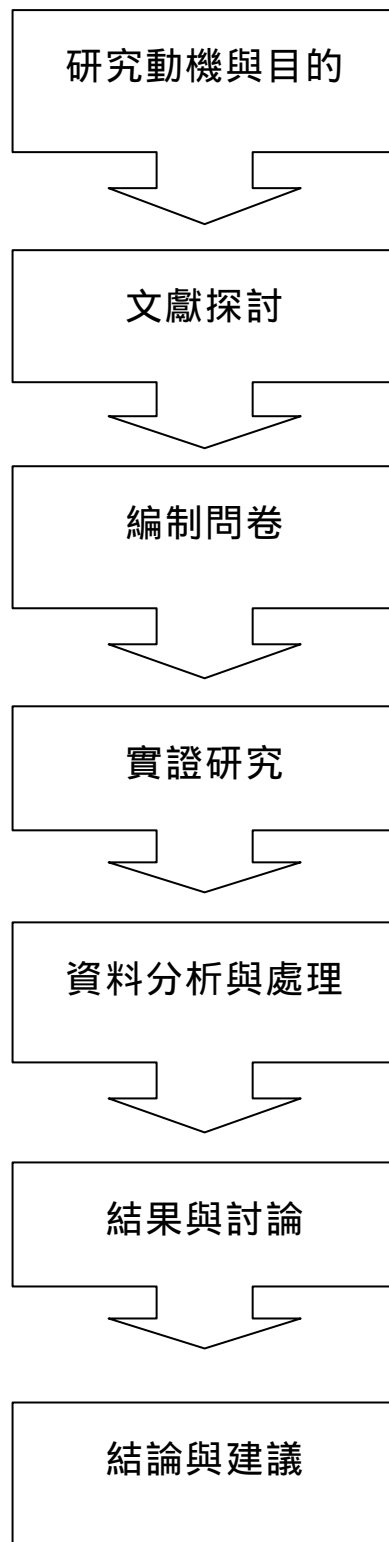 研究動機與目的
文獻探討
編制問卷
實證研究
資料分析與處理
結果與討論
結論與建議